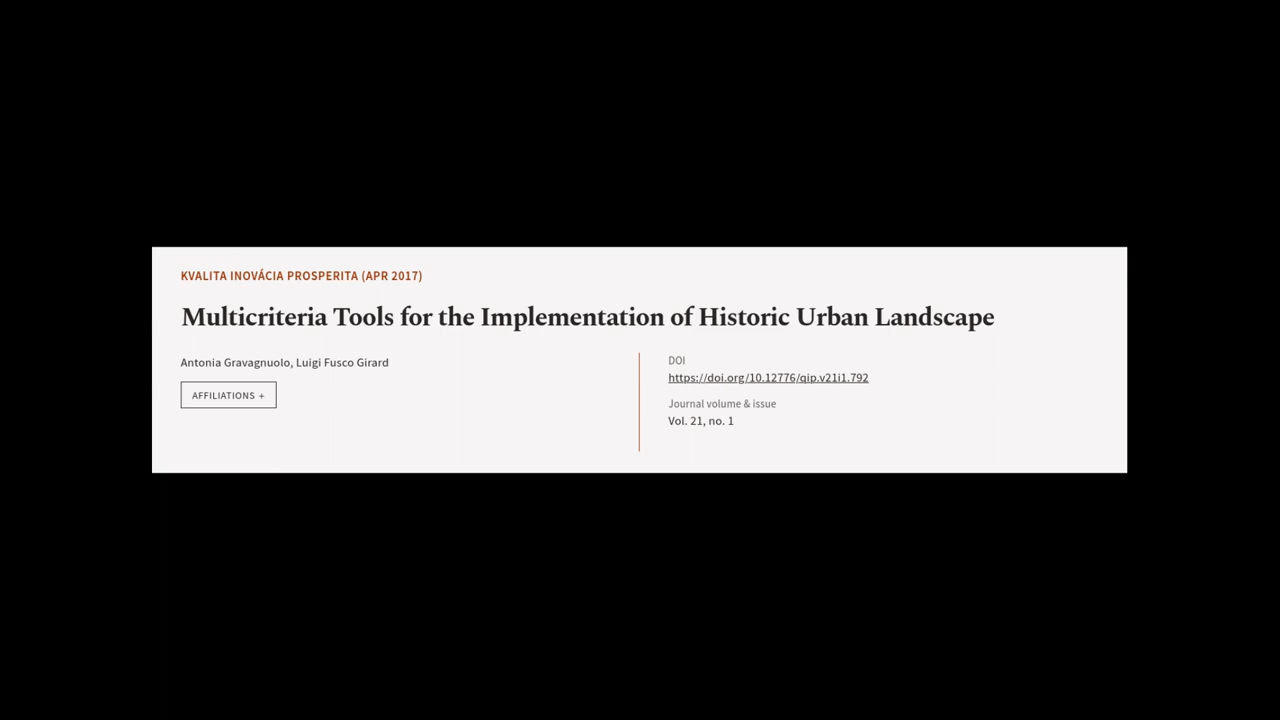 KVALITA INOVÁCIA PROSPERITA (APR 2017)
Multicriteria Tools for the Implementation of Historic Urban Landscape
Antonia Gravagnuolo, Luigi Fusco Girard
AFFILIATIONS +
DOI
https://doi.org/10.12776/qip.v21i1.792
Journal volume & issue
Vol. 21, no. 1